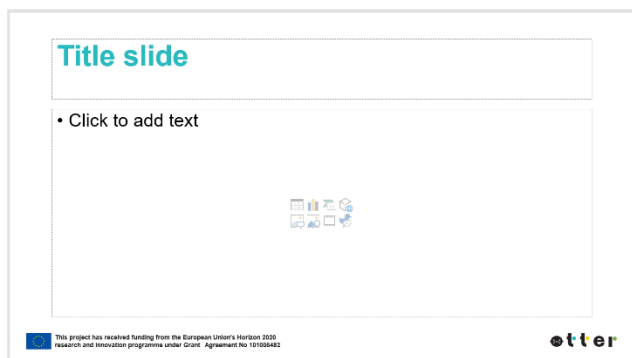 Title slide
• Click to add text
This project has received funding from the European Union's Horizon 2020
research and innovation programme under Grant Agreement No 101006482
otter